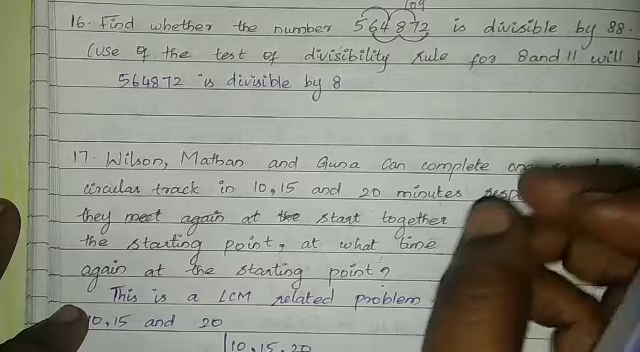 109
16. Find whether the number 564872 is divisible by 88.
(use of the test of divisibility rule for 8 and 11 will
564872 is divisible by 8
17. Wilson, Mathan and Guna can complete one
circular track in 10,15 and 20 minutes
they meet again at the start together
the starting point, at what time
again at the starting point?
This is a LCM related problem
10,15 and 20
10, 15, 20